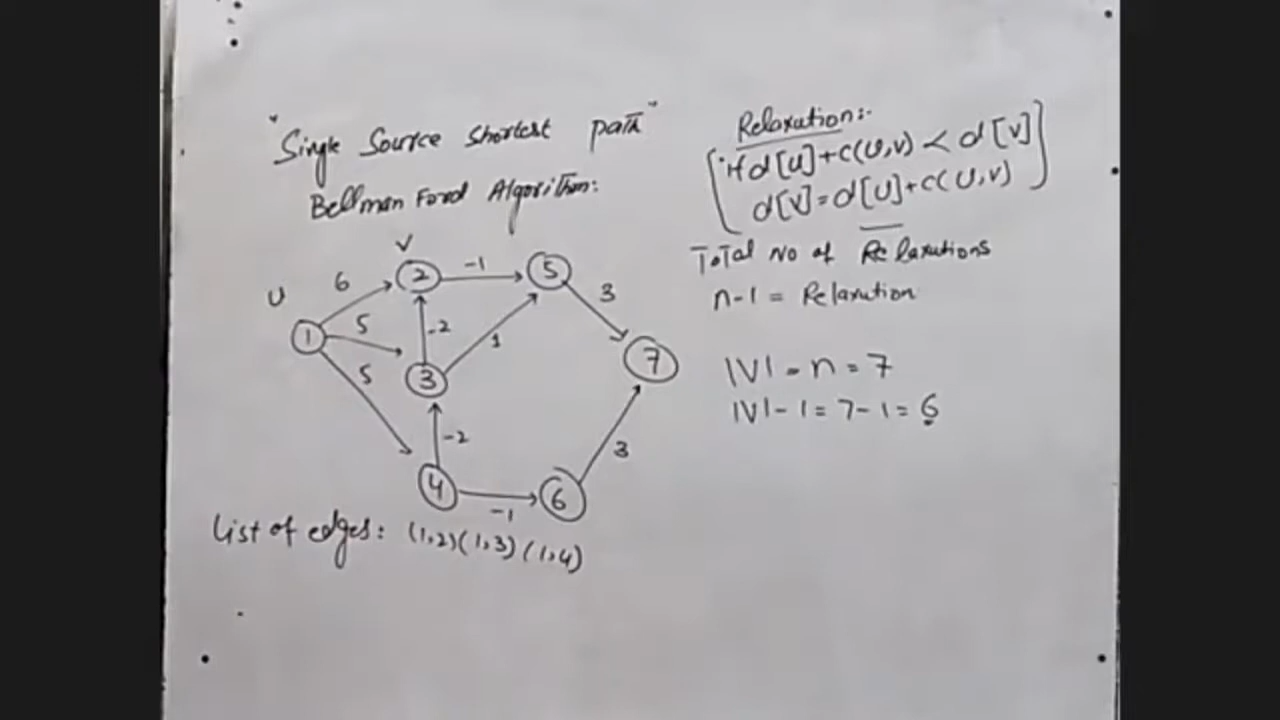 "Single Source Shortest path"
Bellman Ford Algorithm:
Relaxation:-
If d[u]+c(u,v) < d[v]
d[v]=d[u]+c(u,v)
Total No of Relaxations
n-1 = Relaxation
|V| = n = 7
|V|-1 = 7-1 = 6
U
V
6
5
5
-2
-2
-1
1
-1
3
3
1
2
3
4
5
6
7
List of edges: (1,2)(1,3)(1,4)